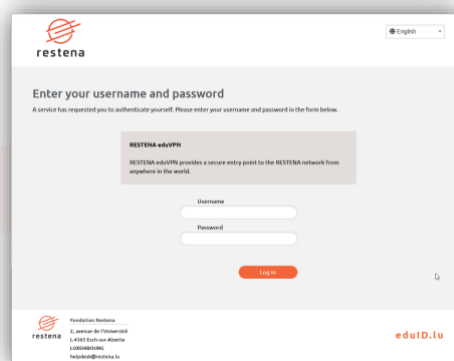 restena
English
Enter your username and password
A service has requested you to authenticate yourself. Please enter your username and password in the form below.
RESTENA eduVPN
RESTENA eduVPN provides a secure entry point to the RESTENA network from
anywhere in the world.
Username
Password
Log in
restena
Fondation Restena
2, avenue de l'Université
L-4365 Esch-sur-Alzette
LUXEMBOURG
helpdesk@restena.lu
eduID.lu